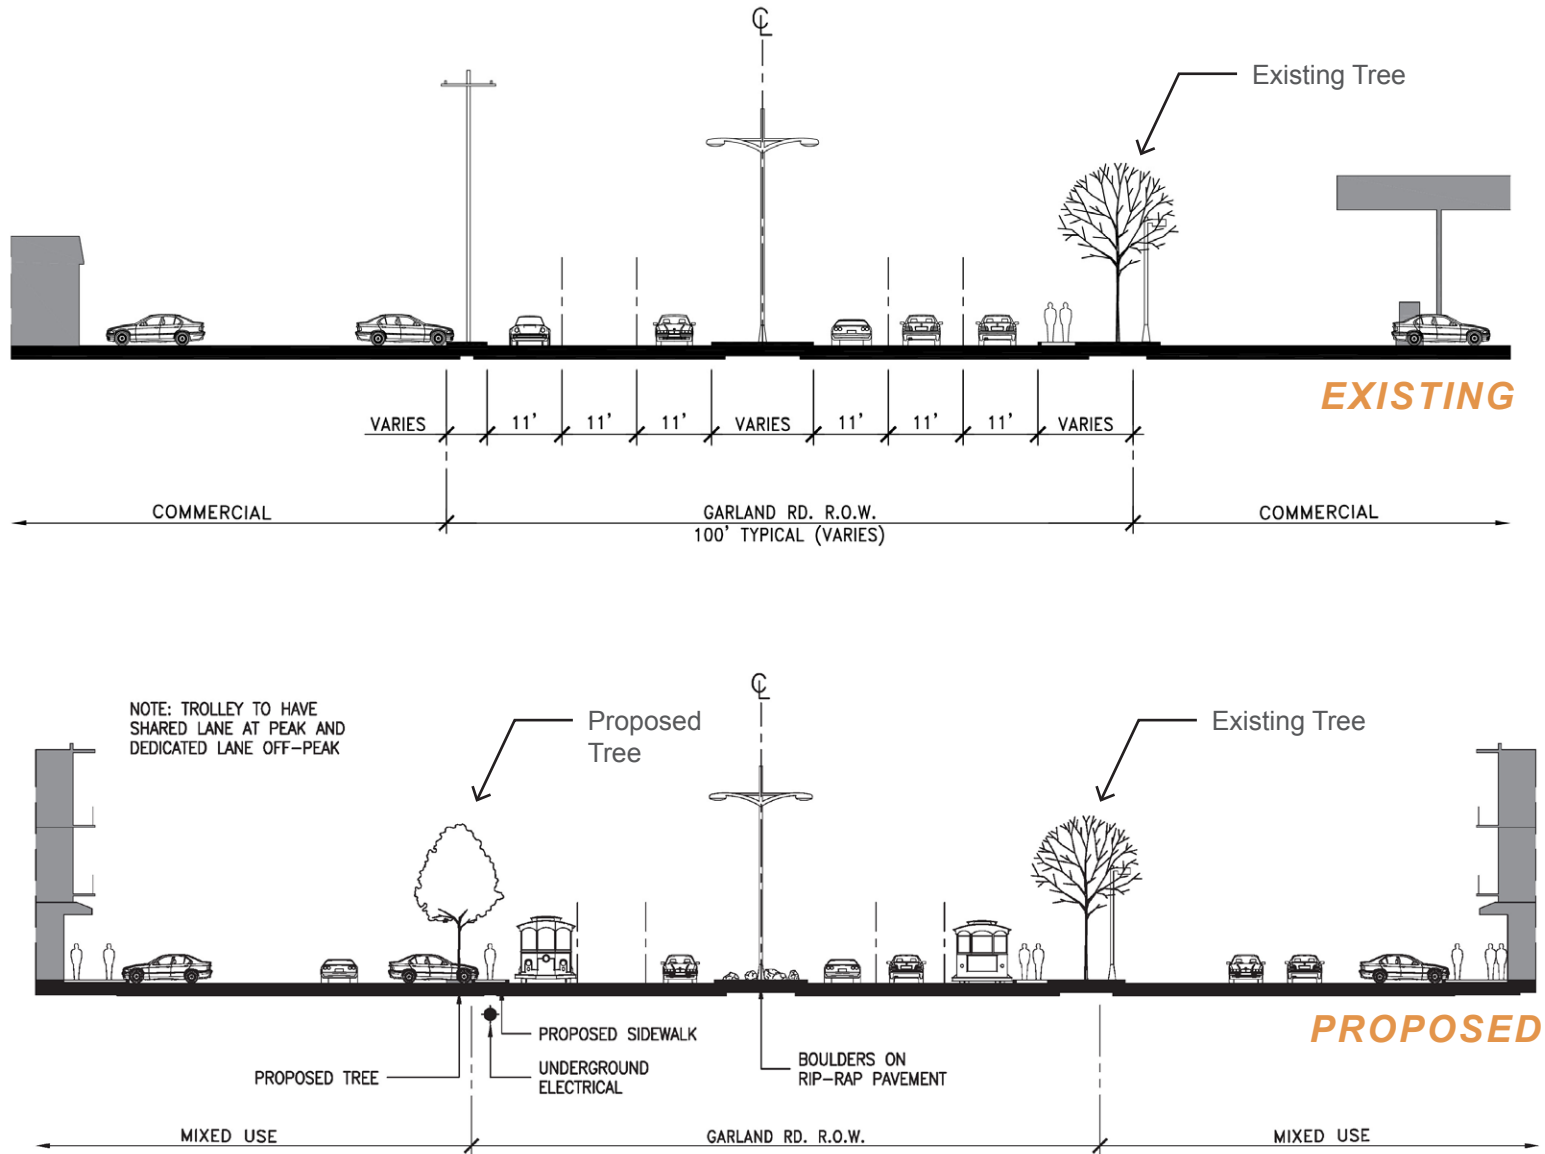 ℄
Existing Tree
EXISTING
VARIES 11' 11' 11' VARIES 11' 11' 11' VARIES
COMMERCIAL GARLAND RD. R.O.W. COMMERCIAL
100' TYPICAL (VARIES)
℄
NOTE: TROLLEY TO HAVE
SHARED LANE AT PEAK AND
DEDICATED LANE OFF-PEAK
Proposed
Tree
Existing Tree
PROPOSED
PROPOSED SIDEWALK
UNDERGROUND
ELECTRICAL
PROPOSED TREE
BOULDERS ON
RIP-RAP PAVEMENT
MIXED USE GARLAND RD. R.O.W. MIXED USE